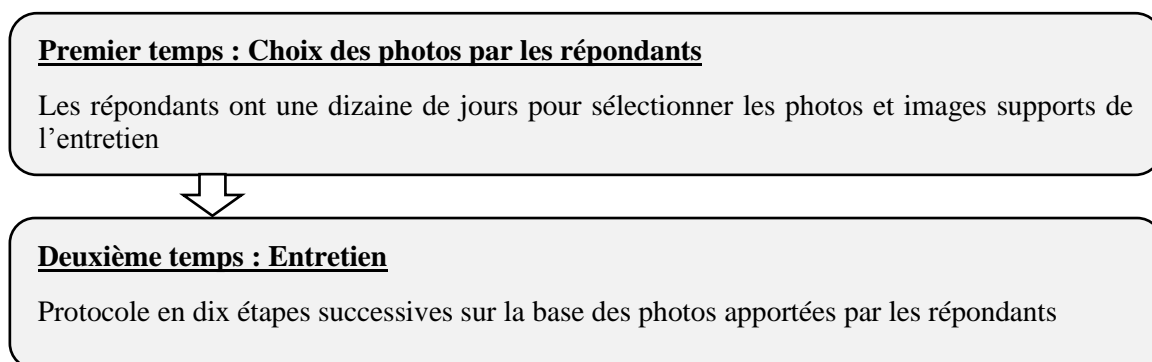 Premier temps : Choix des photos par les répondants
Les répondants ont une dizaine de jours pour sélectionner les photos et images supports de
l’entretien
Deuxième temps : Entretien
Protocole en dix étapes successives sur la base des photos apportées par les répondants